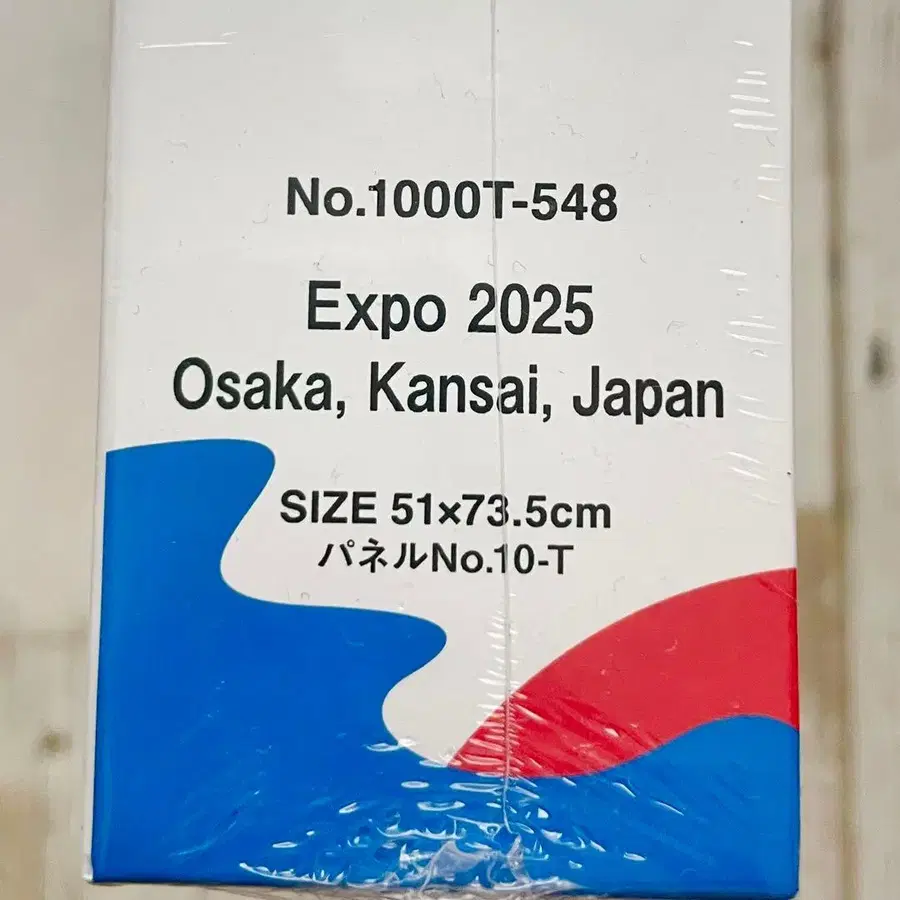 No.1000T-548
Expo 2025
Osaka, Kansai, Japan
SIZE 51×73.5cm
パネルNo.10-T